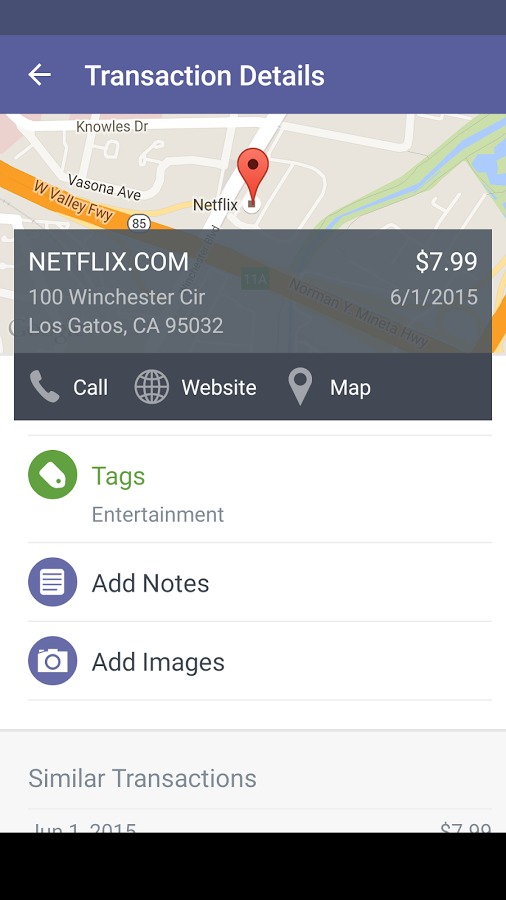 Transaction Details
Knowles Dr
Vasona Ave
Netflix
W Valley Fwy
85
NETFLIX.COM
$7.99
100 Winchester Cir
6/1/2015
Los Gatos, CA 95032
11A
Norman Y. Mineta Hwy
Call
Website
Map
Tags
Entertainment
Add Notes
Add Images
Similar Transactions
Jun 1, 2015
$7.99